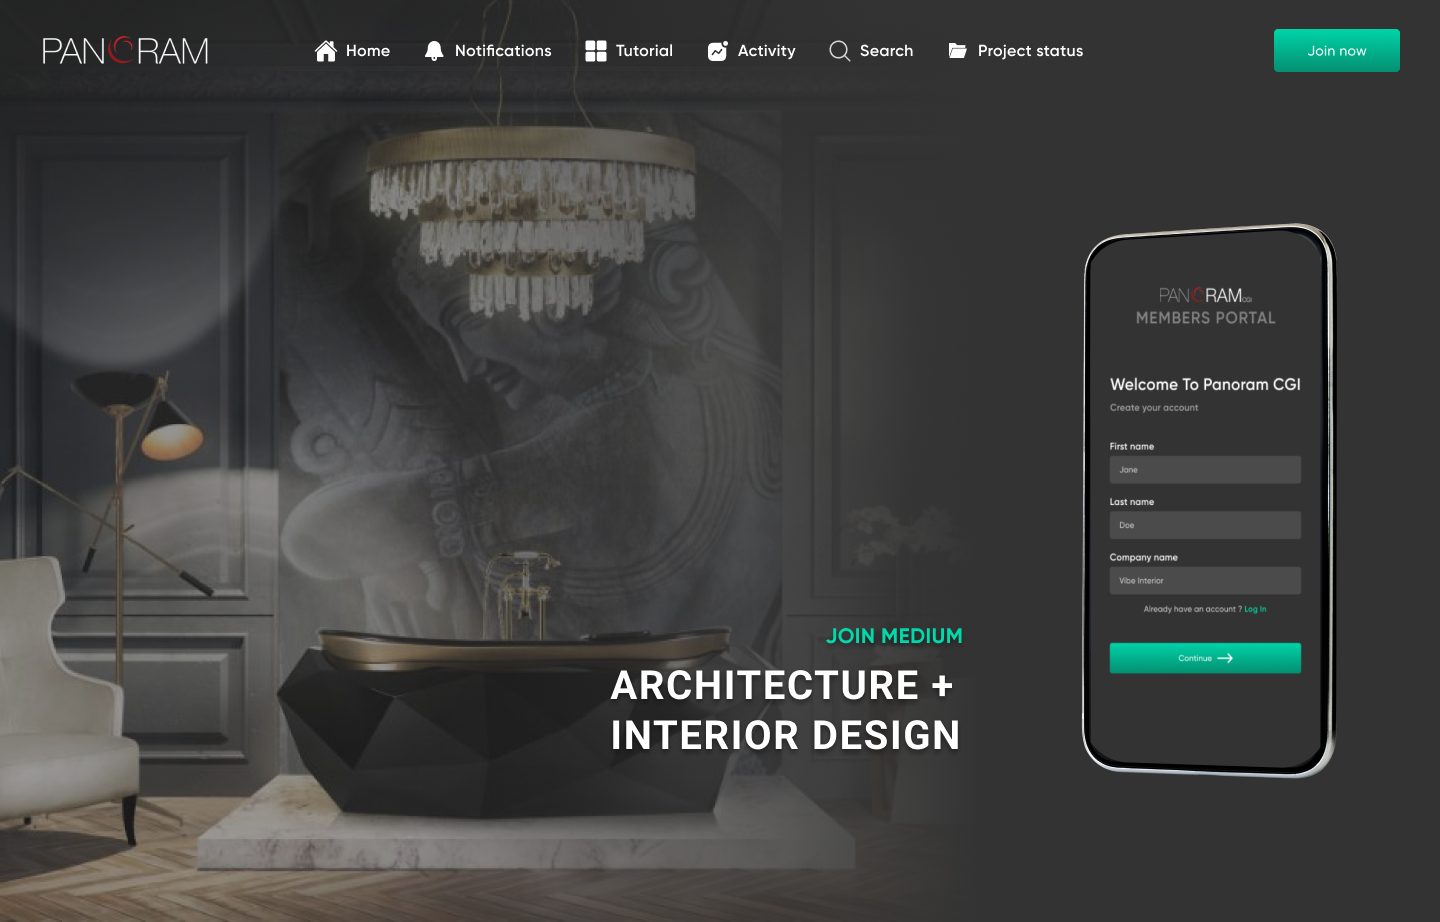 PANORAM
Home
Notifications
Tutorial
Activity
Search
Project status
Join now
PANORAMCGI
MEMBERS PORTAL
Welcome To Panoram CGI
Create your account
First name
Jane
Last name
Doe
Company name
Vibe Interior
Already have an account ? Log In
Continue
JOIN MEDIUM
ARCHITECTURE +
INTERIOR DESIGN